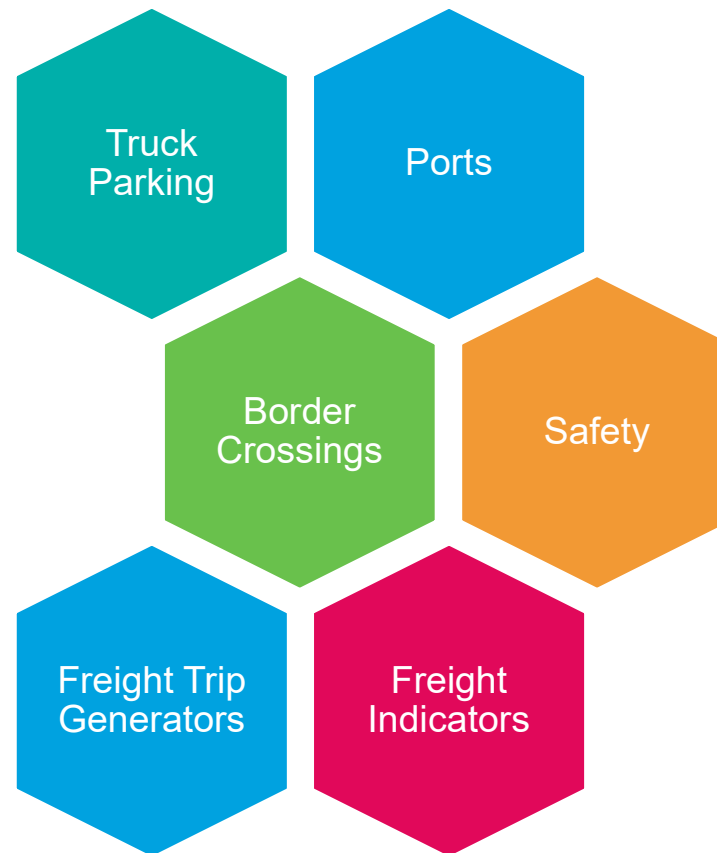 Truck
Parking
Ports
Border
Crossings
Safety
Freight Trip
Generators
Freight
Indicators